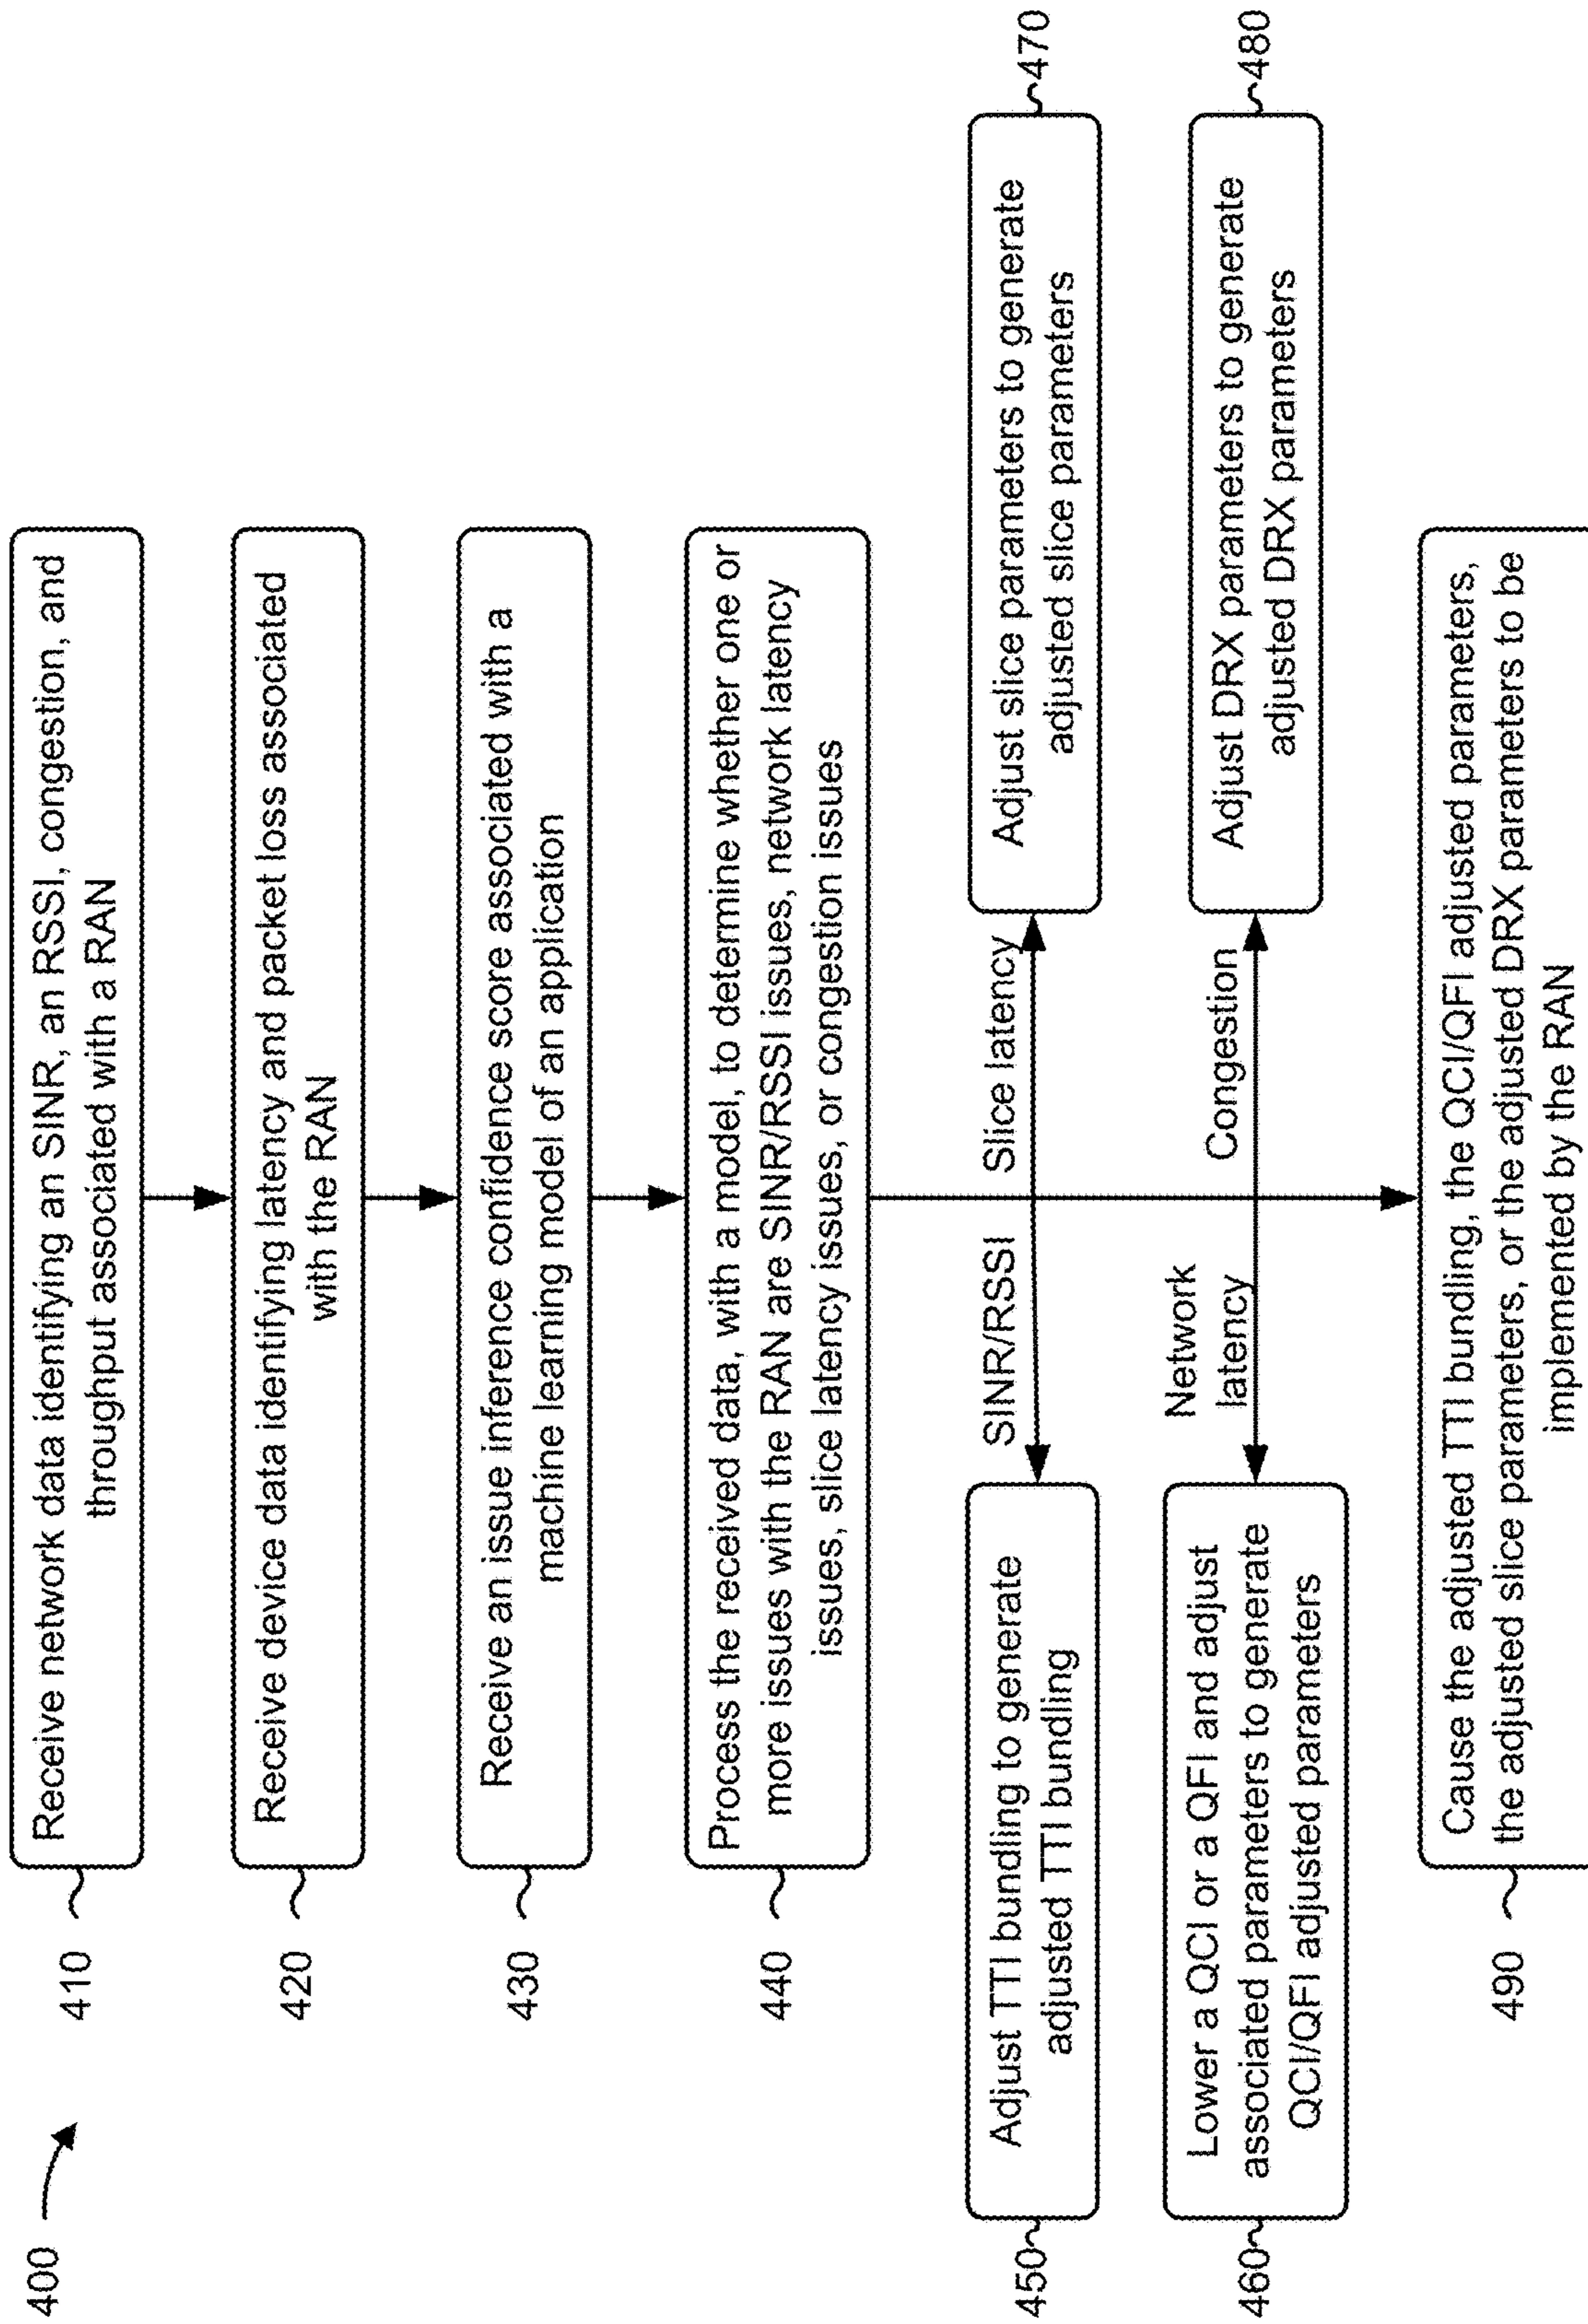 400
410
Receive network data identifying an SINR, an RSSI, congestion, and
throughput associated with a RAN
420
Receive device data identifying latency and packet loss associated
with the RAN
430
Receive an issue inference confidence score associated with a
machine learning model of an application
440
Process the received data, with a model, to determine whether one or
more issues with the RAN are SINR/RSSI issues, network latency
issues, slice latency issues, or congestion issues
450
Adjust TTI bundling to generate
adjusted TTI bundling
SINR/RSSI
Slice latency
Adjust slice parameters to generate
adjusted slice parameters
470
460
Lower a QCI or a QFI and adjust
associated parameters to generate
QCI/QFI adjusted parameters
Network
latency
Congestion
Adjust DRX parameters to generate
adjusted DRX parameters
480
490
Cause the adjusted TTI bundling, the QCI/QFI adjusted parameters,
the adjusted slice parameters, or the adjusted DRX parameters to be
implemented by the RAN